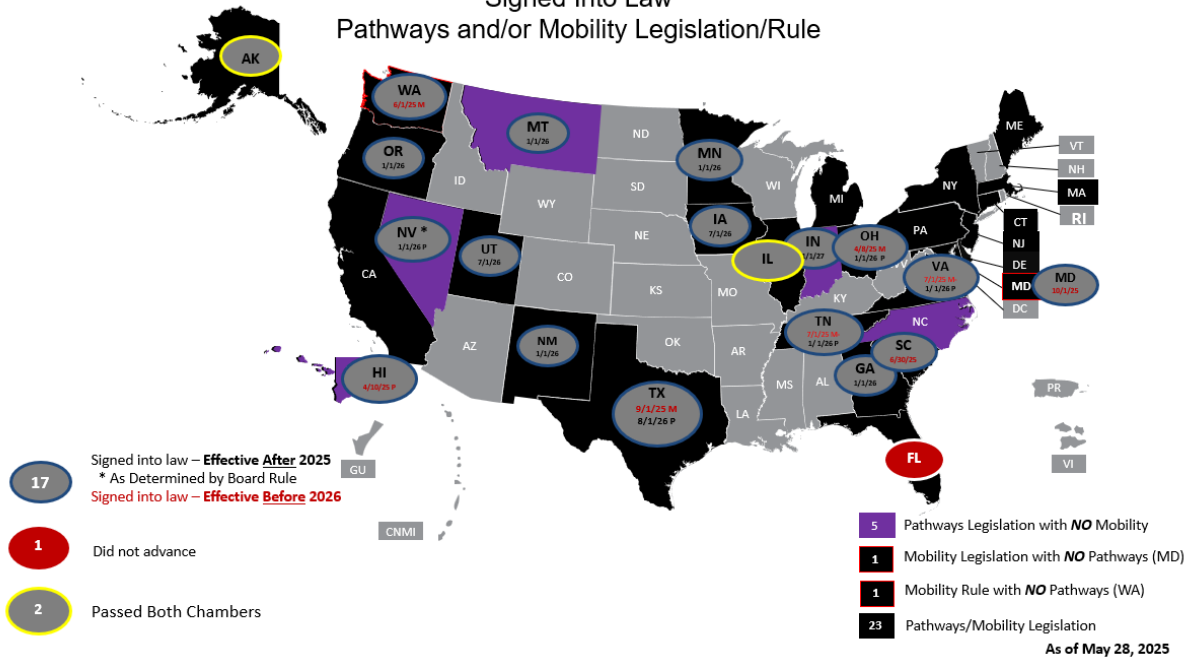 Signed Into Law
Pathways and/or Mobility Legislation/Rule
AK
WA
6/1/25 M
MT
1/1/26
ND
MN
1/1/26
ME
OR
1/1/26
ID
SD
WI
MI
NY
VT
NH
MA
RI
WY
NV *
1/1/26 P
UT
7/1/26
NE
IA
7/1/26
IL
IN
1/1/27
OH
4/8/25 M
1/1/26 P
PA
CT
NJ
DE
MD
MD
10/1/25
DC
WV
VA
7/1/25 M-
1/ 1/26 P
CA
CO
KS
MO
KY
TN
7/1/25 M-
1/ 1/26 P
NC
SC
6/30/25
AZ
NM
1/1/26
OK
AR
MS
AL
GA
1/1/26
TX
9/1/25 M
8/1/26 P
LA
FL
HI
4/10/25 P
GU
CNMI
PR
VI
17
Signed into law – Effective After 2025
* As Determined by Board Rule
Signed into law – Effective Before 2026
1
Did not advance
2
Passed Both Chambers
5
Pathways Legislation with NO Mobility
1
Mobility Legislation with NO Pathways (MD)
1
Mobility Rule with NO Pathways (WA)
23
Pathways/Mobility Legislation
As of May 28, 2025